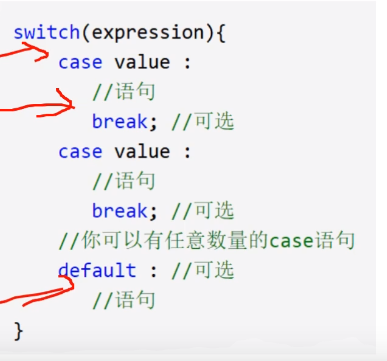 switch(expression){
case value :
//语句
break; //可选
case value :
//语句
break; //可选
//你可以有任意数量的case语句
default : //可选
//语句
}